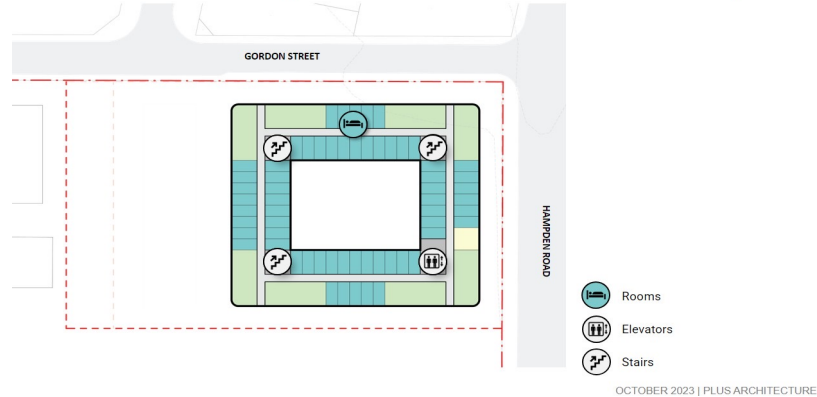 GORDON STREET
HAMPDEN ROAD
Rooms
Elevators
Stairs
OCTOBER 2023 | PLUS ARCHITECTURE